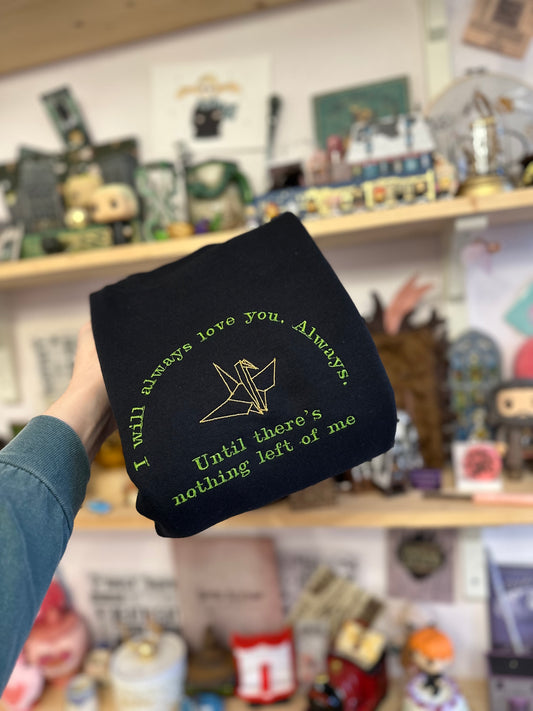 I will always love you. Always.
Until there's
nothing left of me